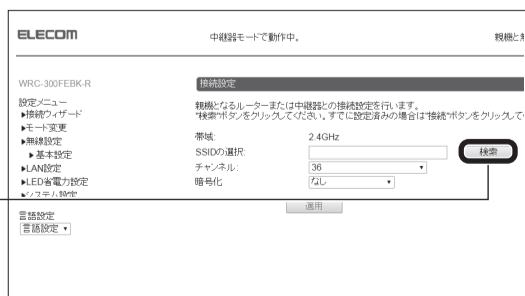 ELECOM
中継器モードで動作中。
親機と無
WRC-300FEBK-R
接続設定
設定メニュー
▶接続ウィザード
▶モード変更
▶無線設定
▶基本設定
▶LAN設定
▶LED省電力設定
▶システム設定
言語設定
言語設定 ▼
親機となるルーターまたは中継器との接続設定を行います。
"検索"ボタンをクリックしてください。すでに設定済みの場合は"接続"ボタンをクリックして
帯域: 2.4GHz
SSIDの選択: 検索
チャンネル: 36 ▼
暗号化 なし ▼
適用